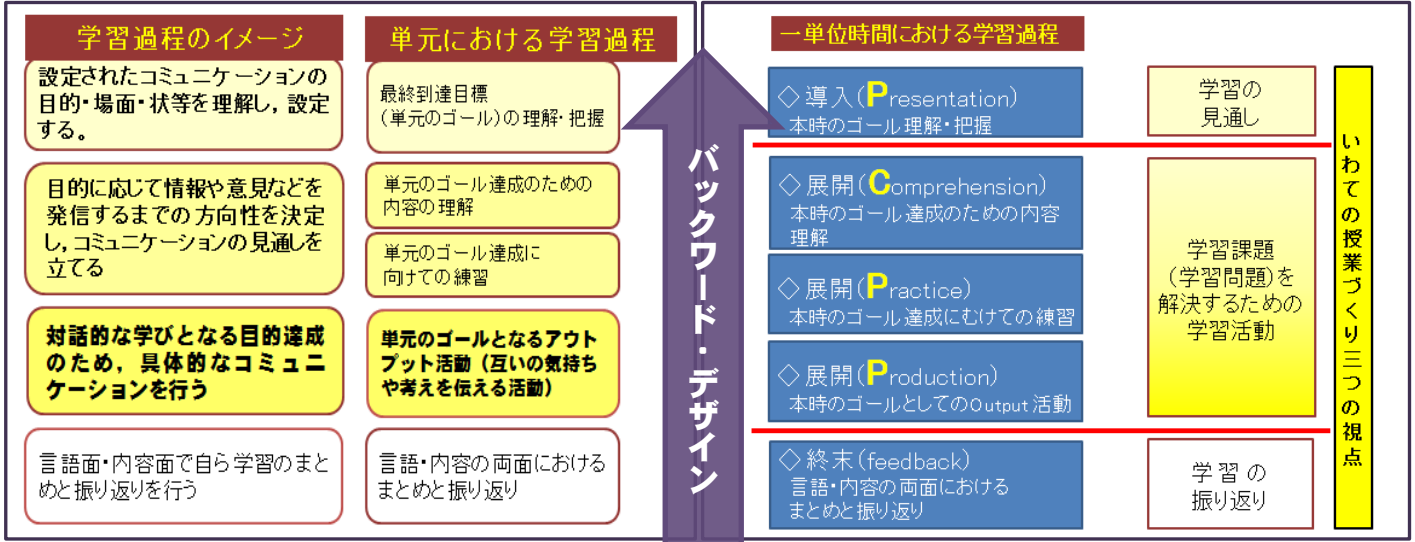 学習過程のイメージ
設定されたコミュニケーションの
目的・場面・状等を理解し，設定
する。
目的に応じて情報や意見などを
発信するまでの方向性を決定
し，コミュニケーションの見通しを
立てる
対話的な学びとなる目的達成
のため，具体的なコミュニ
ケーションを行う
言語面・内容面で自ら学習のまと
めと振り返りを行う
単元における学習過程
最終到達目標
（単元のゴール）の理解・把握
単元のゴール達成のための
内容の理解
単元のゴール達成に
向けての練習
単元のゴールとなるアウト
プット活動（互いの気持ち
や考えを伝える活動）
言語・内容の両面における
まとめと振り返り
バックワード・デザイン
一単位時間における学習過程
◇導入（Presentation）
本時のゴール理解・把握
◇展開（Comprehension）
本時のゴール達成のための内容
理解
◇展開（Practice）
本時のゴール達成にむけての練習
◇展開（Production）
本時のゴールとしてのOutput活動
◇終末（feedback）
言語・内容の両面における
まとめと振り返り
学習の
見通し
学習課題
（学習問題）を
解決するための
学習活動
学習の
振り返り
いわての授業づくり三つの視点